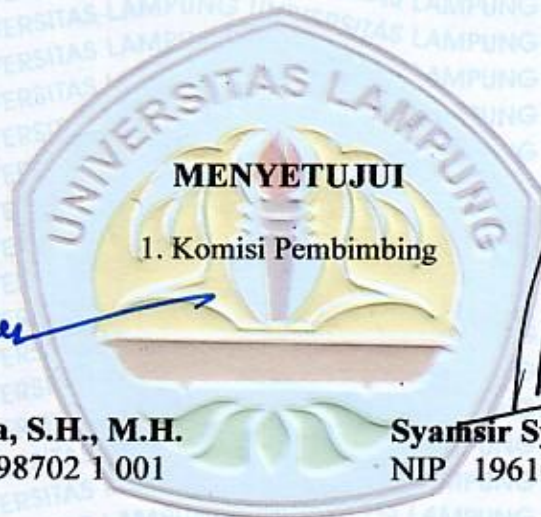 UNIVERSITAS LAMPUNG
MENYETUJUI
1. Komisi Pembimbing
a, S.H., M.H.
98702 1 001
Syamsir Sy
NIP 1961